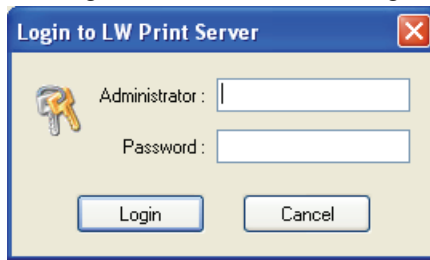 Login to LW Print Server
Administrator :
Password :
Login Cancel